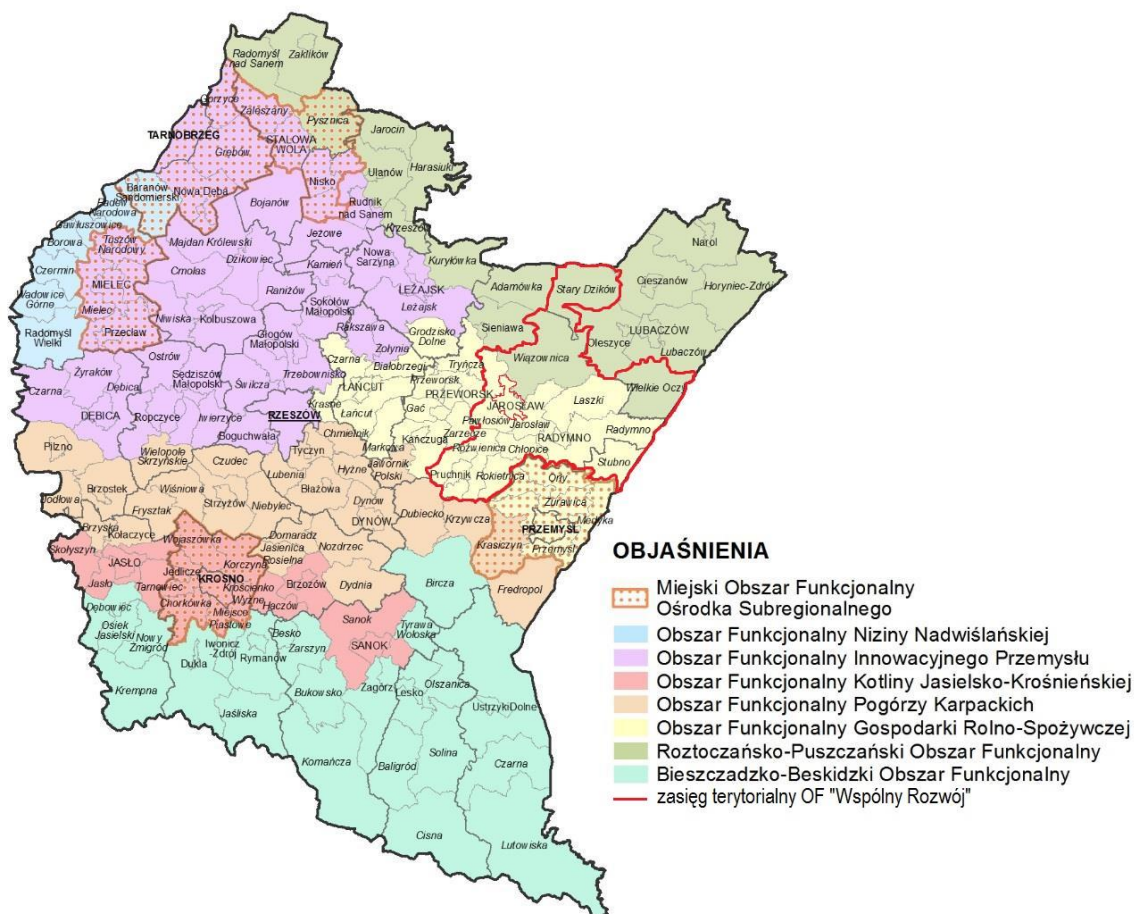 Radomyśl
nad Sanem
Zaklików
Gorzyce
Zaleszany
Pysznica
TARNOBRZEG
STALOWA
WOLA
Jarocin
Grębów
Harasiuki
Ulanów
Nisko
Baranów
Sandomierski
Nowa Dęba
Rudnik
nad Sanem
Padew
Narodowa
Bojanów
Gawłuszowice
Krzeszów
Narol
Borowa
Tuszów
Narodowy
Majdan Królewski
Jeżowe
Cmolas
Dzikowiec
Kamień
Nowa
Sarzyna
Kuryłówka
Cieszanów
Horyniec-Zdrój
Czermin
Adamówka
Stary Dzików
MIELEC
Raniżów
LEŻAJSK
Wadowice
Górne
Mielec
Niwiska
Kolbuszowa
Sokołów
Małopolski
Leżajsk
Sieniawa
Oleszyce
LUBACZÓW
Lubaczów
Radomyśl
Wielki
Przecław
Głogów
Małopolski
Rakszawa
Grodzisko
Dolne
Żołynia
Wiązownica
Ostrów
Czarna
Białobrzegi
Tryńcza
Wielkie Oczy
Żyraków
Sędziszów
Małopolski
Świlcza
Trzebownisko
Przeworsk
Czarna
Dębica
ŁAŃCUT
PRZEWORSK
JAROSŁAW
Laszki
DĘBICA
Ropczyce
Iwierzyce
RZESZÓW
Krasne
Łańcut
Gać
Pawłosiów
Jarosław
Radymno
Boguchwała
Chmielnik
Markowa
Kańczuga
Zarzecze
RADYMNO
Roźwienica
Chłopice
Pilzno
Wielopole
Skrzyńskie
Czudec
Tyczyn
Lubenia
Hyżne
Jawornik
Polski
Pruchnik
Rokietnica
Stubno
Orły
Brzostek
Wiśniowa
Strzyżów
Niebylec
Błażowa
Dynów
DYNÓW
Dubiecko
Krzywcza
Żurawica
Medyka
PRZEMYŚL
Jodłowa
Frysztak
Krasiczyn
Przemyśl
Brzyska
Kołaczyce
Wojaszówka
Domaradz
Jasienica
Rosielna
Nozdrzec
Skołyszyn
JASŁO
Jedlicze
Korczyna
Fredropol
KROSNO
Brzozów
Dydnia
Bircza
Jasło
Tarnowiec
Krościenko
Wyżne
Haczów
Chorkówka
Miejsce
Piastowe
Sanok
Dębowiec
Osiek
Jasielski
Nowy
Żmigród
Iwonicz
-Zdrój
Besko
Zarszyn
SANOK
Tyrawa
Wołoska
Dukla
Rymanów
Krempna
Bukowsko
Zagórz
Lesko
Olszanica
Ustrzyki Dolne
Jaśliska
Komańcza
Baligród
Solina
Czarna
Cisna
Lutowiska
OBJAŚNIENIA
Miejski Obszar Funkcjonalny
Ośrodka Subregionalnego
Obszar Funkcjonalny Niziny Nadwiślańskiej
Obszar Funkcjonalny Innowacyjnego Przemysłu
Obszar Funkcjonalny Kotliny Jasielsko-Krośnieńskiej
Obszar Funkcjonalny Pogórzy Karpackich
Obszar Funkcjonalny Gospodarki Rolno-Spożywczej
Roztoczańsko-Puszczański Obszar Funkcjonalny
Bieszczadzko-Beskidzki Obszar Funkcjonalny
zasięg terytorialny OF "Wspólny Rozwój"